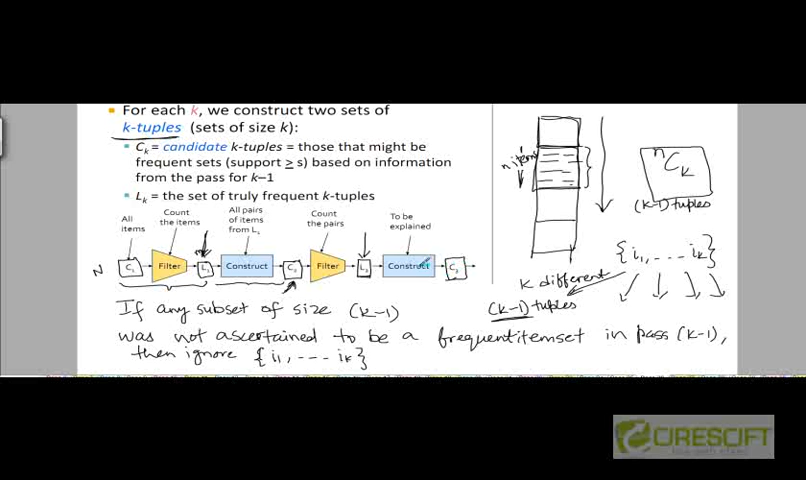 For each k, we construct two sets of
k-tuples (sets of size k):
Ck = candidate k-tuples = those that might be
frequent sets (support ≥ s) based on information
from the pass for k–1
Lk = the set of truly frequent k-tuples
All
items
Count
the items
All pairs
of items
from L1
Count
the pairs
To be
explained
N
C1
Filter
L1
Construct
C2
Filter
L2
Construct
C3
If any subset of size (k-1)
was not ascertained to be a frequent itemset in pass (k-1),
then ignore {i1, ---- ik}
n items
nCk
(k-1) tuples
{i1, .... ik}
k different
(k-1) tuples
CIRESCIFT